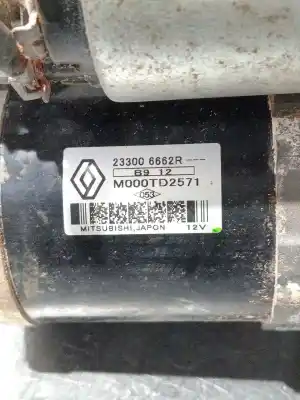 23300 6662R---
B9 12
M000TD2571
<053>
MITSUBISHI,JAPON 12V